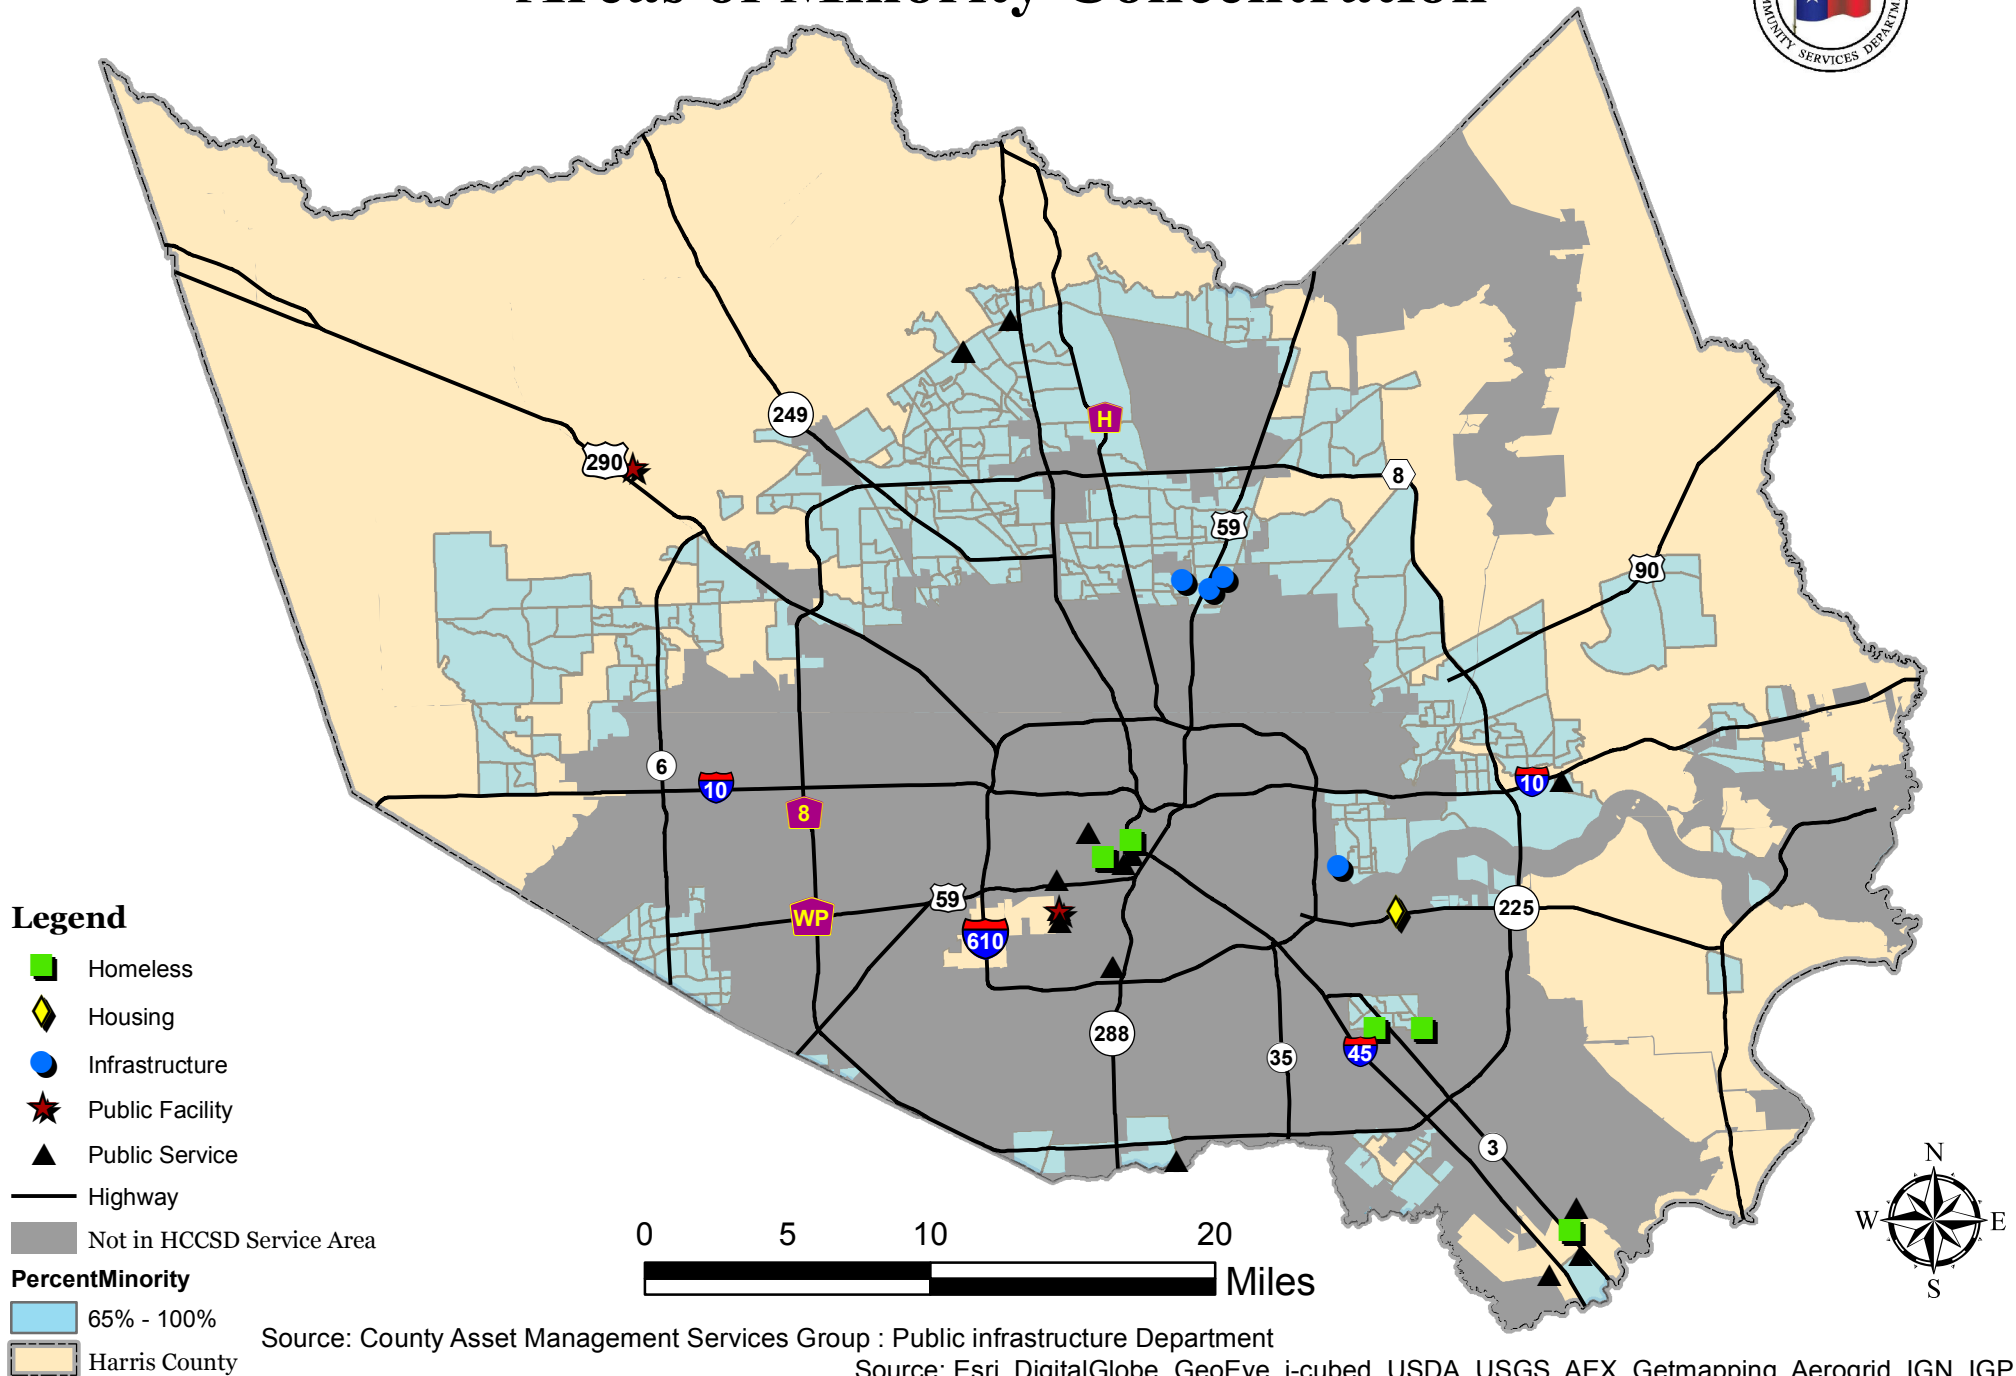 Areas of Minority Concentration
MMUNITY SERVICES DEPARTM
249
H
290
8
59
90
6
10
10
8
59
WP
610
225
288
35
45
3
Legend
Homeless
Housing
Infrastructure
Public Facility
Public Service
Highway
Not in HCCSD Service Area
PercentMinority
65% - 100%
Harris County
0 5 10 20
Miles
N
W E
S
Source: County Asset Management Services Group : Public infrastructure Department
Source: Esri, DigitalGlobe, GeoEye, i-cubed, USDA, USGS, AEX, Getmapping, Aerogrid, IGN, IGP